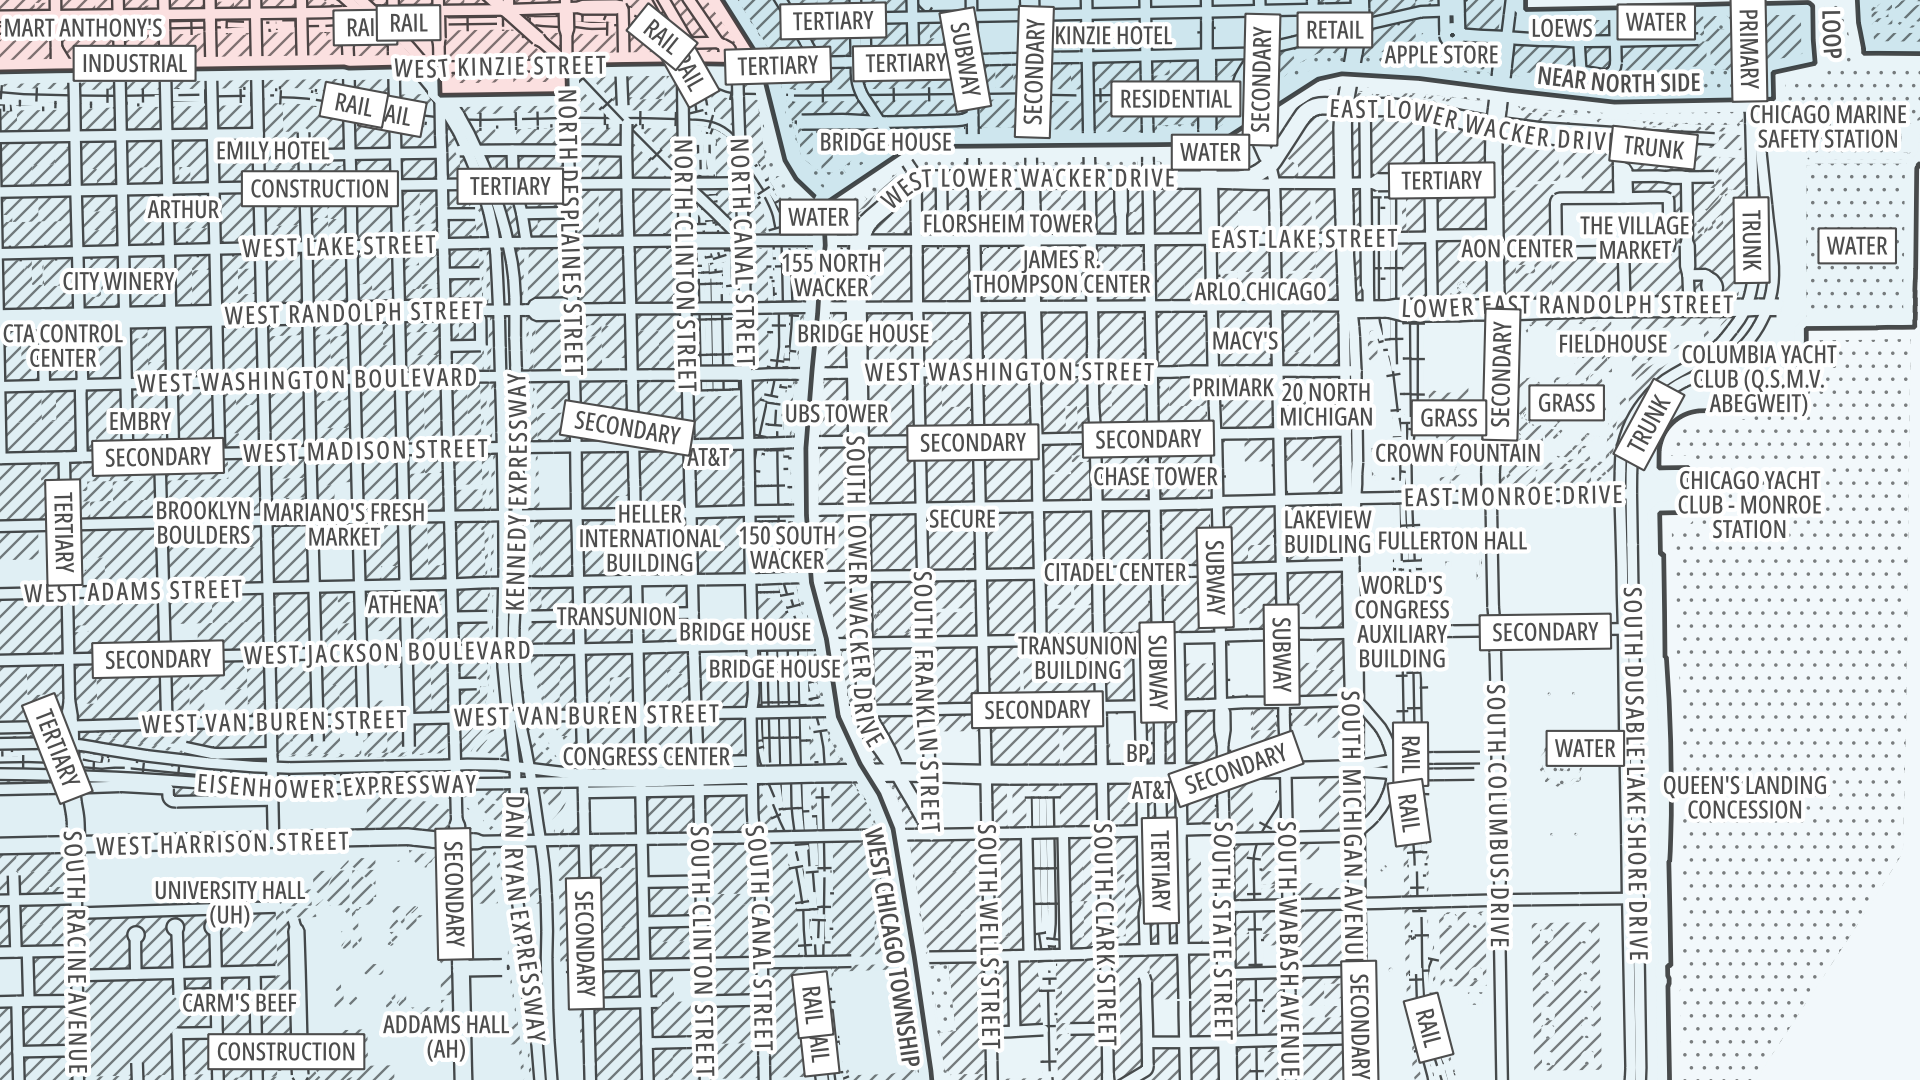 MART ANTHONY'S
RAIL
RAIL
RAIL
RAIL
TERTIARY
SUBWAY
SECONDARY
KINZIE HOTEL
SECONDARY
RETAIL
APPLE STORE
LOEWS
WATER
PRIMARY
LOOP
INDUSTRIAL
WEST KINZIE STREET
TERTIARY
TERTIARY
NEAR NORTH SIDE
RAIL
RESIDENTIAL
EAST LOWER WACKER DRIV
TRUNK
CHICAGO MARINE
SAFETY STATION
EMILY HOTEL
BRIDGE HOUSE
WATER
CONSTRUCTION
TERTIARY
WEST LOWER WACKER DRIVE
TERTIARY
ARTHUR
WATER
FLORSHEIM TOWER
NORTH DESPLAINES STREET
NORTH CLINTON STREET
NORTH CANAL STREET
WEST LAKE STREET
EAST LAKE STREET
AON CENTER
THE VILLAGE
MARKET
TRUNK
WATER
CITY WINERY
155 NORTH
WACKER
JAMES R.
THOMPSON CENTER
ARLO CHICAGO
WEST RANDOLPH STREET
LOWER EAST RANDOLPH STREET
CTA CONTROL
CENTER
BRIDGE HOUSE
MACY'S
SECONDARY
FIELDHOUSE
COLUMBIA YACHT
CLUB (Q.S.M.V.
ABEGWEIT)
WEST WASHINGTON BOULEVARD
WEST WASHINGTON STREET
PRIMARK
20 NORTH
MICHIGAN
GRASS
GRASS
TRUNK
EMBRY
SECONDARY
UBS TOWER
SECONDARY
WEST MADISON STREET
AT&T
SECONDARY
SECONDARY
CROWN FOUNTAIN
CHASE TOWER
KENNEDY EXPRESSWAY
SOUTH LOWER WACKER DRIVE
EAST MONROE DRIVE
CHICAGO YACHT
CLUB - MONROE
STATION
TERTIARY
BROOKLYN
BOULDERS
MARIANO'S FRESH
MARKET
HELLER
INTERNATIONAL
BUILDING
150 SOUTH
WACKER
SECURE
SUBWAY
LAKEVIEW
BUIDLING
FULLERTON HALL
WEST ADAMS STREET
CITADEL CENTER
ATHENA
TRANSUNION
BRIDGE HOUSE
SOUTH FRANKLIN STREET
WORLD'S
CONGRESS
AUXILIARY
BUILDING
SECONDARY
SECONDARY
WEST JACKSON BOULEVARD
BRIDGE HOUSE
TRANSUNION
BUILDING
SUBWAY
SUBWAY
SOUTH DUSABLE LAKE SHORE DRIVE
TERTIARY
WEST VAN BUREN STREET
WEST VAN BUREN STREET
SECONDARY
SOUTH MICHIGAN AVENU
SOUTH COLUMBUS DRIVE
CONGRESS CENTER
BP
SECONDARY
RAIL
WATER
EISENHOWER EXPRESSWAY
AT&T
RAIL
QUEEN'S LANDING
CONCESSION
SOUTH RACINE AVENUE
WEST HARRISON STREET
SECONDARY
DAN RYAN EXPRESSWAY
SECONDARY
SOUTH CLINTON STREET
SOUTH CANAL STREET
WEST CHICAGO TOWNSHIP
SOUTH WELLS STREET
SOUTH CLARK STREET
TERTIARY
SOUTH STATE STREET
SOUTH WABASH AVENUE
UNIVERSITY HALL
(UH)
CARM'S BEEF
ADDAMS HALL
(AH)
CONSTRUCTION
RAIL
SECONDARY
RAIL